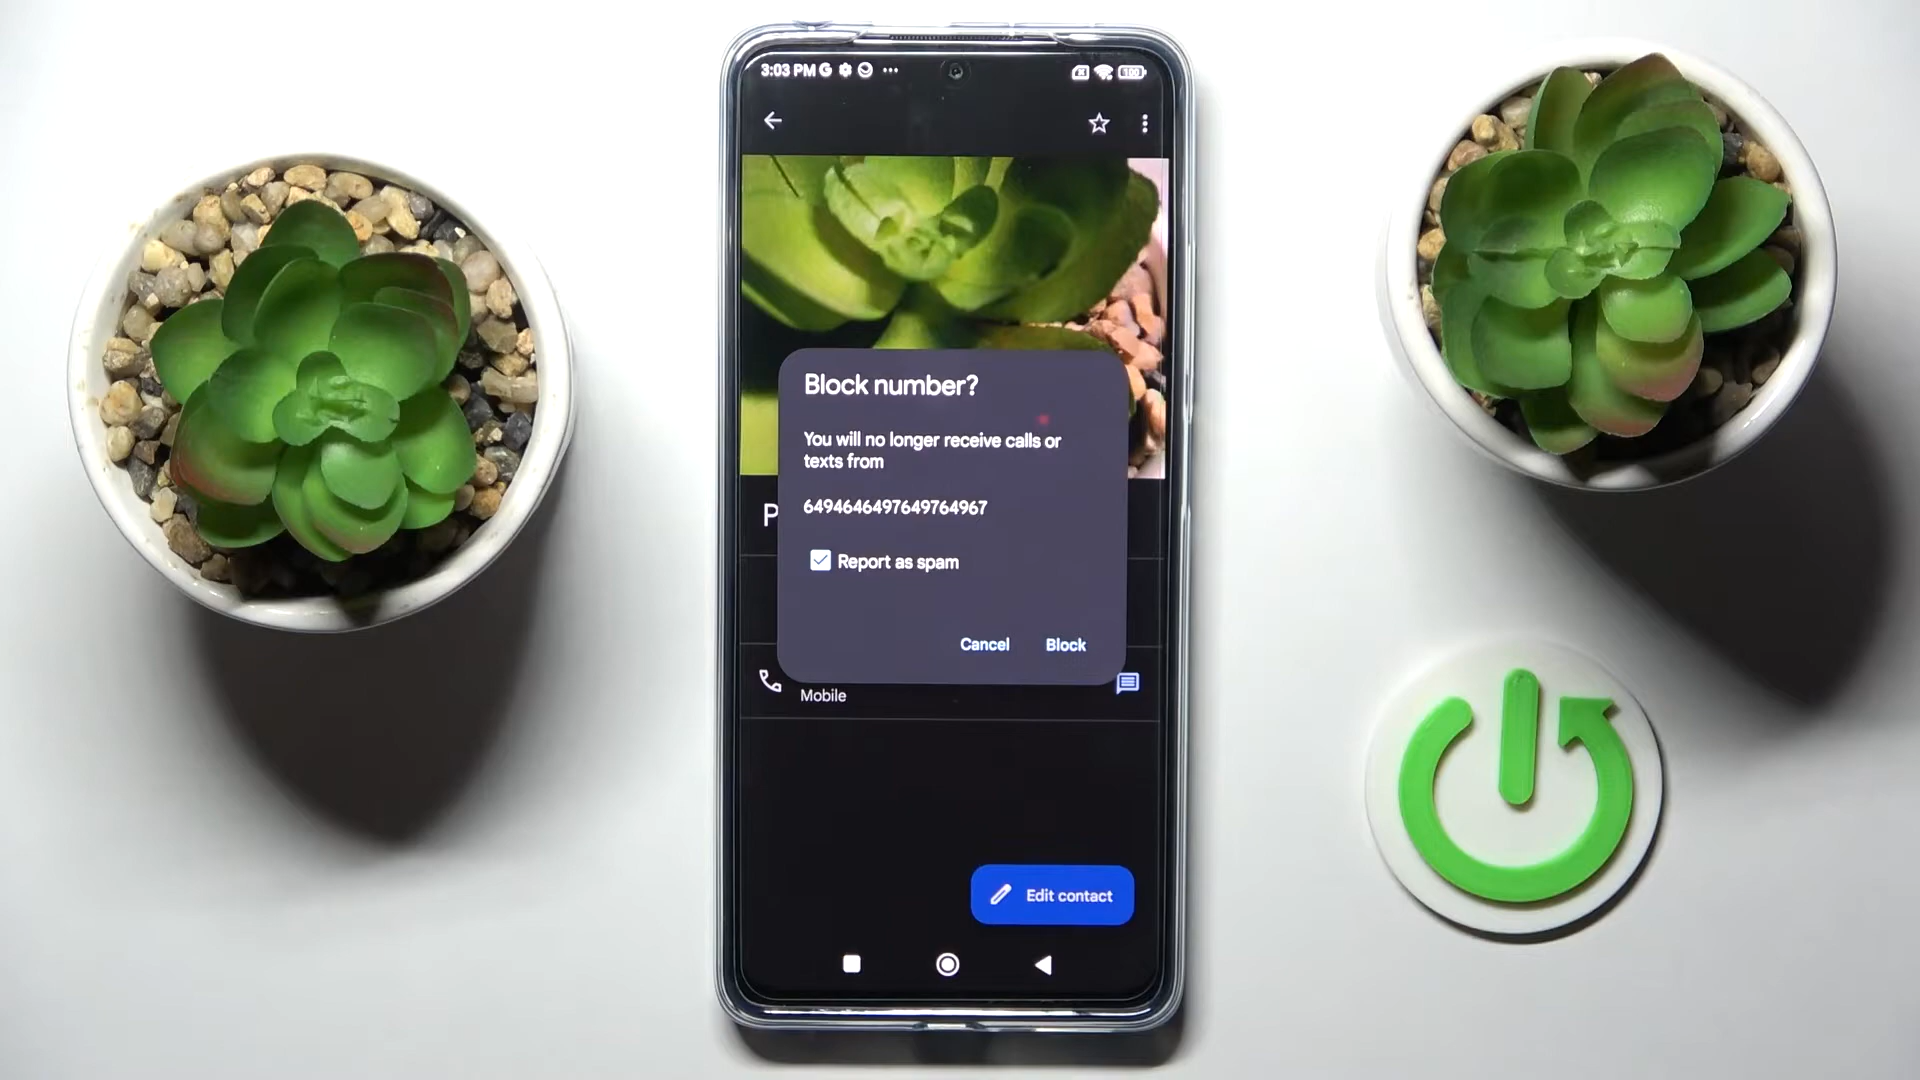 3:03 PM
P
Block number?
You will no longer receive calls or
texts from
6494646497649764967
Report as spam
Cancel Block
Mobile
Edit contact